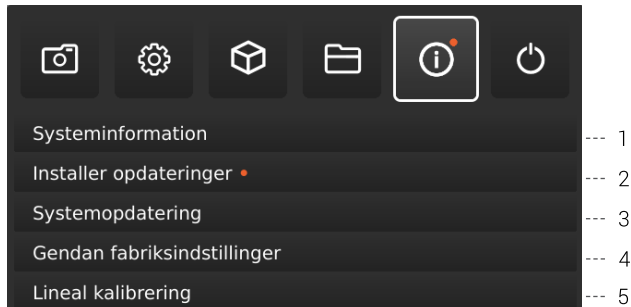 Systeminformation --- 1
Installer opdateringer • --- 2
Systemopdatering --- 3
Gendan fabriksindstillinger --- 4
Lineal kalibrering --- 5